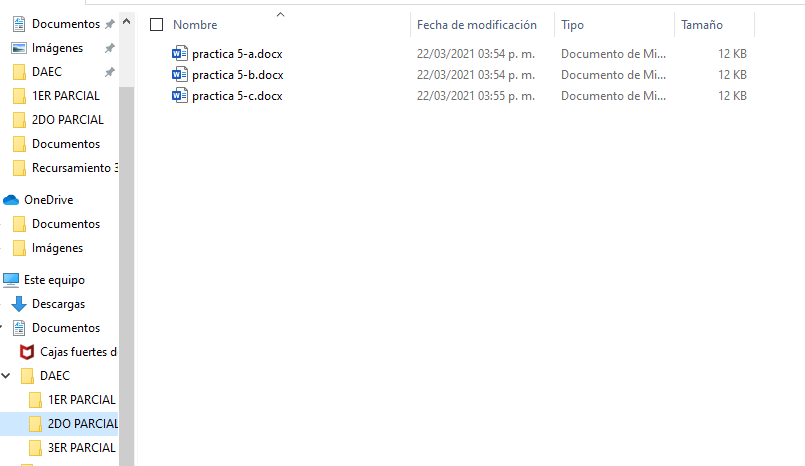 Documentos
Imágenes
DAEC
1ER PARCIAL
2DO PARCIAL
Documentos
Recursamiento 3
OneDrive
Documentos
Imágenes
Este equipo
Descargas
Documentos
Cajas fuertes d
DAEC
1ER PARCIAL
2DO PARCIAL
3ER PARCIAL
Nombre Fecha de modificación Tipo Tamaño
practica 5-a.docx 22/03/2021 03:54 p. m. Documento de Mi... 12 KB
practica 5-b.docx 22/03/2021 03:54 p. m. Documento de Mi... 12 KB
practica 5-c.docx 22/03/2021 03:55 p. m. Documento de Mi... 12 KB